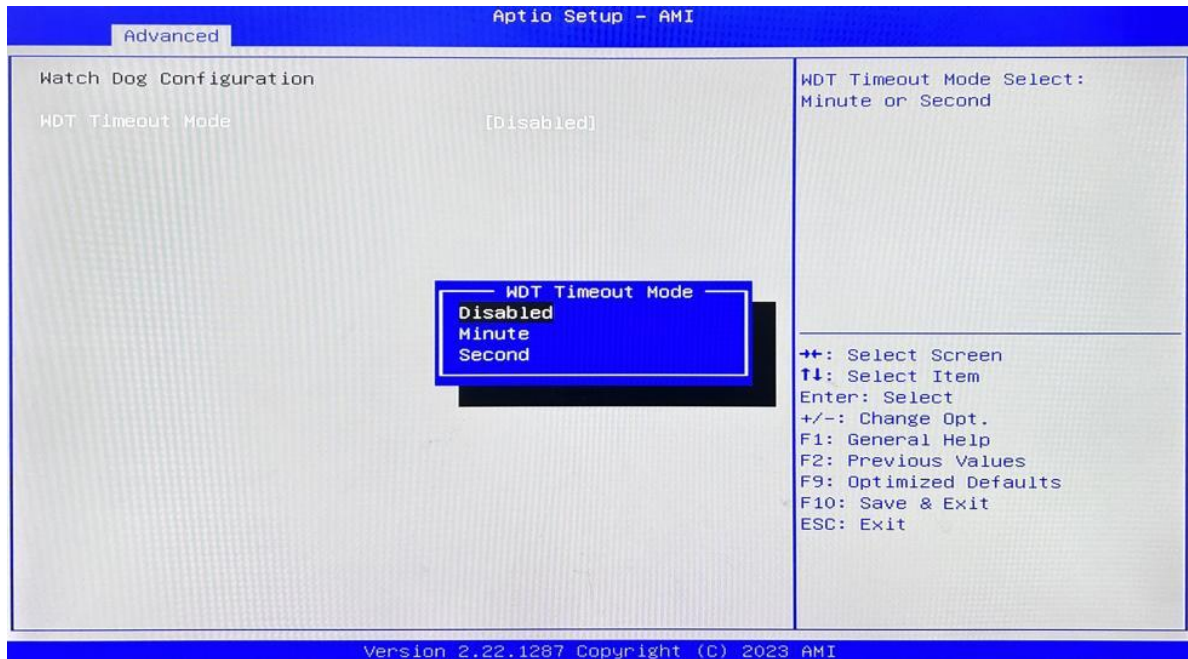 Aptio Setup – AMI
Advanced
Watch Dog Configuration
WDT Timeout Mode [Disabled]
WDT Timeout Mode Select:
Minute or Second
WDT Timeout Mode
Disabled
Minute
Second
→←: Select Screen
↑↓: Select Item
Enter: Select
+/-: Change Opt.
F1: General Help
F2: Previous Values
F9: Optimized Defaults
F10: Save & Exit
ESC: Exit
Version 2.22.1287 Copyright (C) 2023 AMI